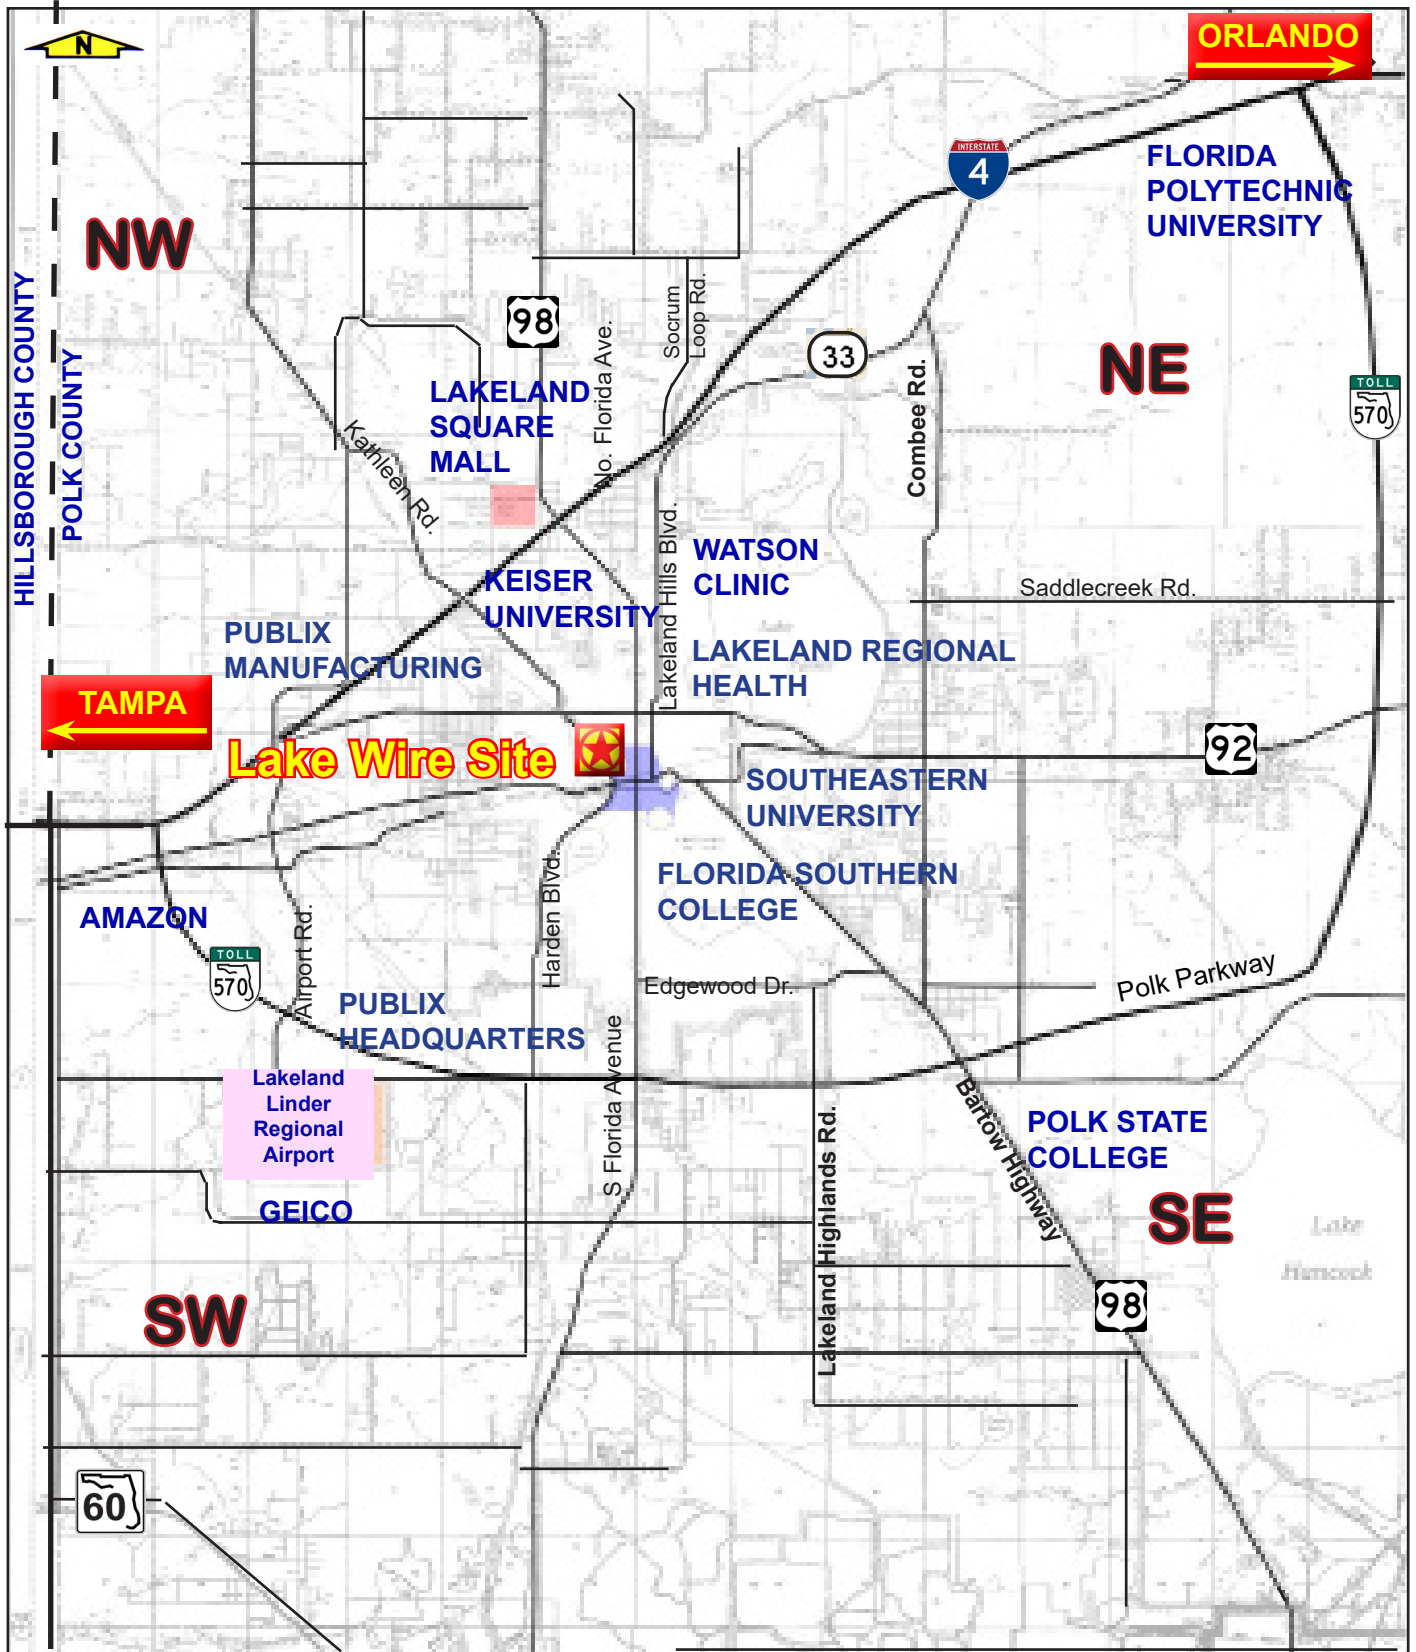 ORLANDO
N
INTERSTATE
4
FLORIDA
POLYTECHNIC
UNIVERSITY
NW
HILLSBOROUGH COUNTY
POLK COUNTY
98
No. Florida Ave.
Socrum
Loop Rd.
33
NE
Combee Rd.
TOLL
570
LAKELAND
SQUARE
MALL
Kathleen Rd.
Lakeland Hills Blvd.
WATSON
CLINIC
KEISER
UNIVERSITY
Saddlecreek Rd.
PUBLIX
MANUFACTURING
LAKELAND REGIONAL
HEALTH
TAMPA
Lake Wire Site
92
SOUTHEASTERN
UNIVERSITY
FLORIDA SOUTHERN
COLLEGE
AMAZON
Airport Rd.
Harden Blvd.
TOLL
570
Edgewood Dr.
Polk Parkway
PUBLIX
HEADQUARTERS
S Florida Avenue
Lakeland
Linder
Regional
Airport
Lakeland Highlands Rd.
Bartow Highway
POLK STATE
COLLEGE
GEICO
SE
Lake
Hancock
98
SW
60